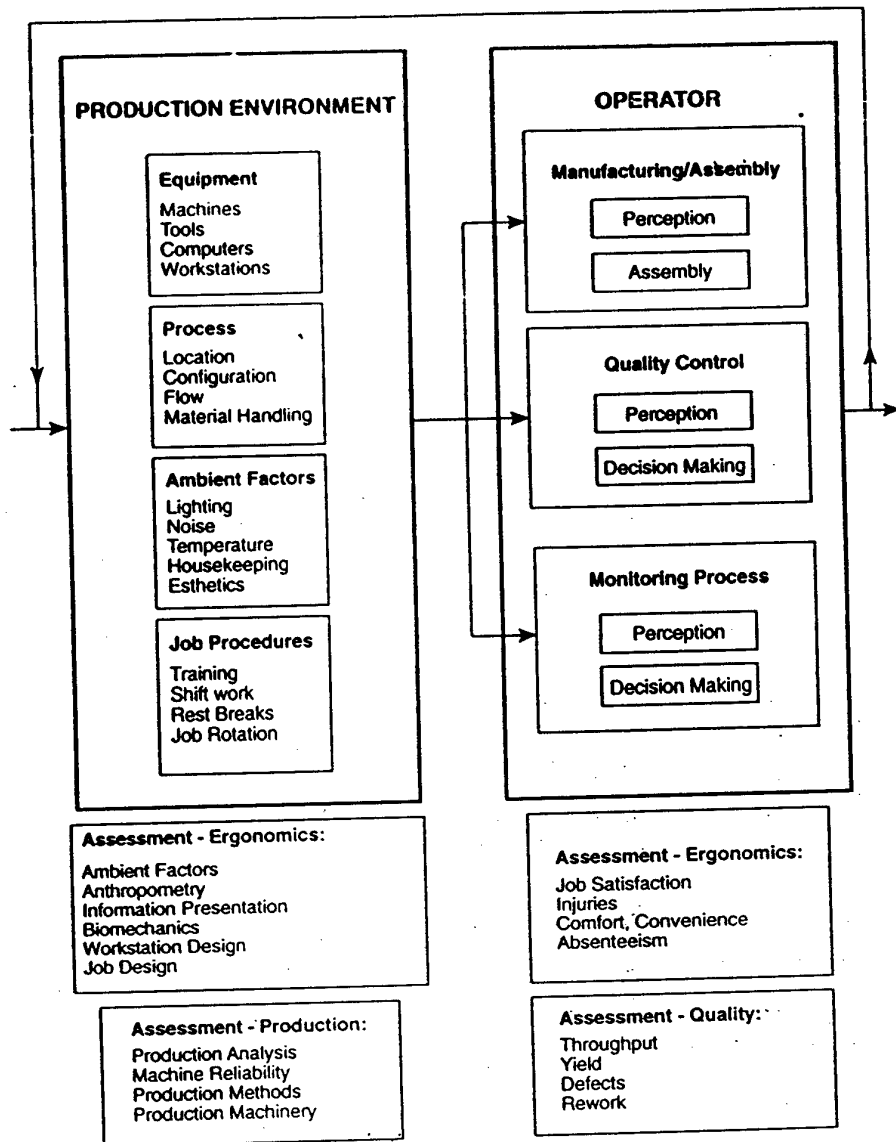 PRODUCTION ENVIRONMENT
Equipment
Machines
Tools
Computers
Workstations
Process
Location
Configuration
Flow
Material Handling
Ambient Factors
Lighting
Noise
Temperature
Housekeeping
Esthetics
Job Procedures
Training
Shift work
Rest Breaks
Job Rotation
Assessment - Ergonomics:
Ambient Factors
Anthropometry
Information Presentation
Biomechanics
Workstation Design
Job Design
Assessment - Production:
Production Analysis
Machine Reliability
Production Methods
Production Machinery
OPERATOR
Manufacturing/Assembly
Perception
Assembly
Quality Control
Perception
Decision Making
Monitoring Process
Perception
Decision Making
Assessment - Ergonomics:
Job Satisfaction
Injuries
Comfort, Convenience
Absenteeism
Assessment - Quality:
Throughput
Yield
Defects
Rework